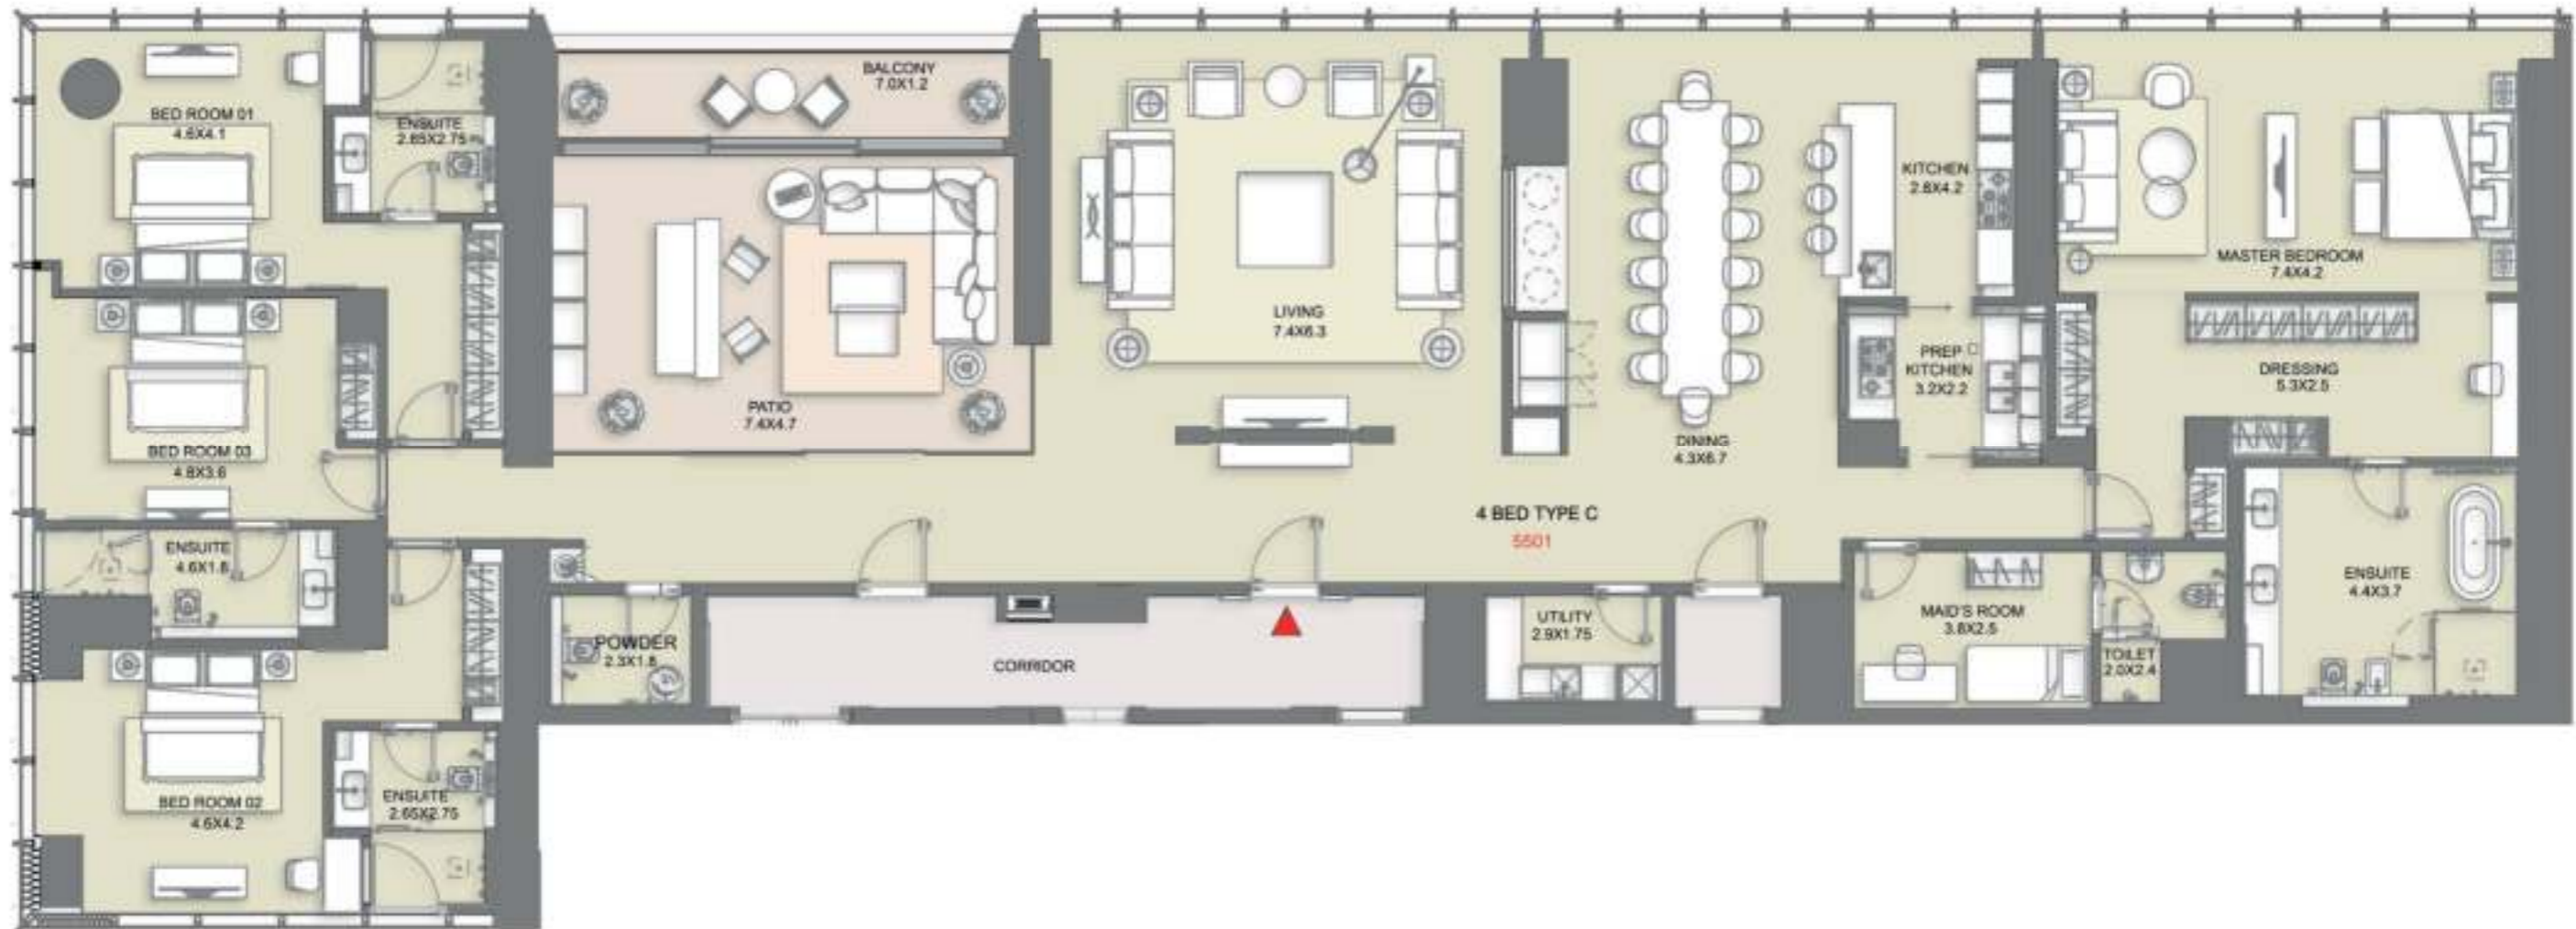 BALCONY
7.0X1.2
BED ROOM 01
4.6X4.1
ENSUITE
2.65X2.75
KITCHEN
2.8X4.2
MASTER BEDROOM
7.4X4.2
LIVING
7.4X6.3
PREP
KITCHEN
3.2X2.2
DRESSING
5.3X2.5
PATIO
7.4X4.7
BED ROOM 03
4.8X3.6
DINING
4.3X6.7
4 BED TYPE C
5501
ENSUITE
4.6X1.8
ENSUITE
4.4X3.7
POWDER
2.3X1.8
CORRIDOR
UTILITY
2.9X1.75
MAID'S ROOM
3.8X2.5
TOILET
2.0X2.4
BED ROOM 02
4.6X4.2
ENSUITE
2.65X2.75